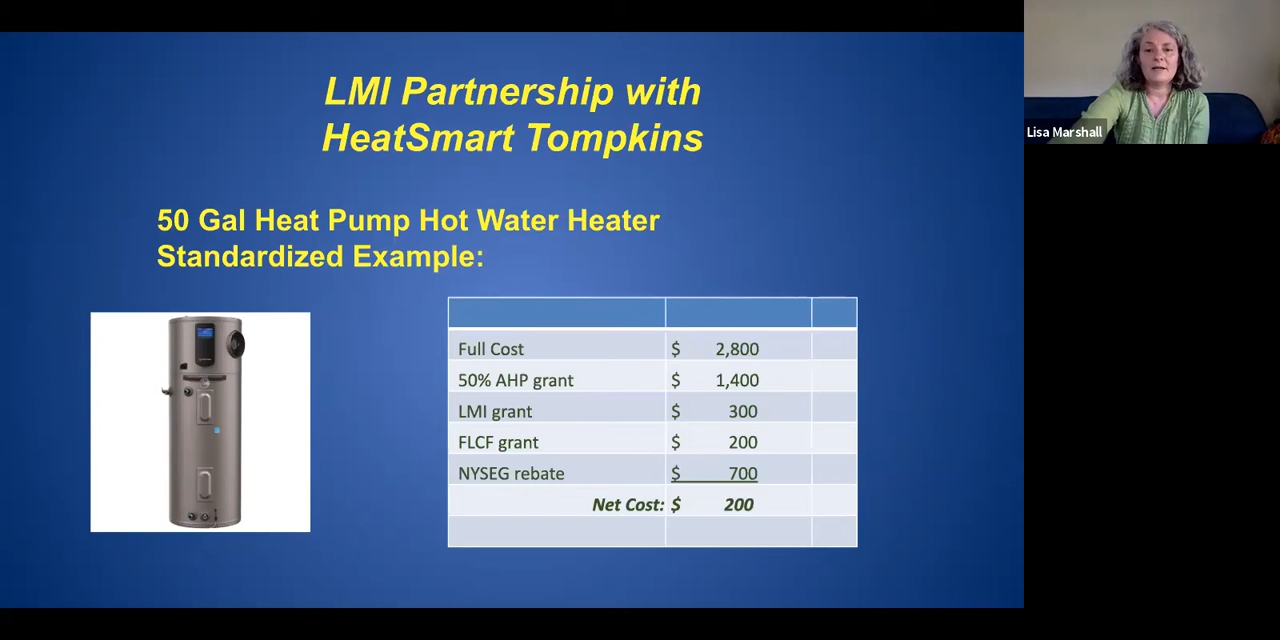 LMI Partnership with
HeatSmart Tompkins
50 Gal Heat Pump Hot Water Heater
Standardized Example:
Full Cost $ 2,800
50% AHP grant $ 1,400
LMI grant $ 300
FLCF grant $ 200
NYSEG rebate $ 700
Net Cost: $ 200
Lisa Marshall